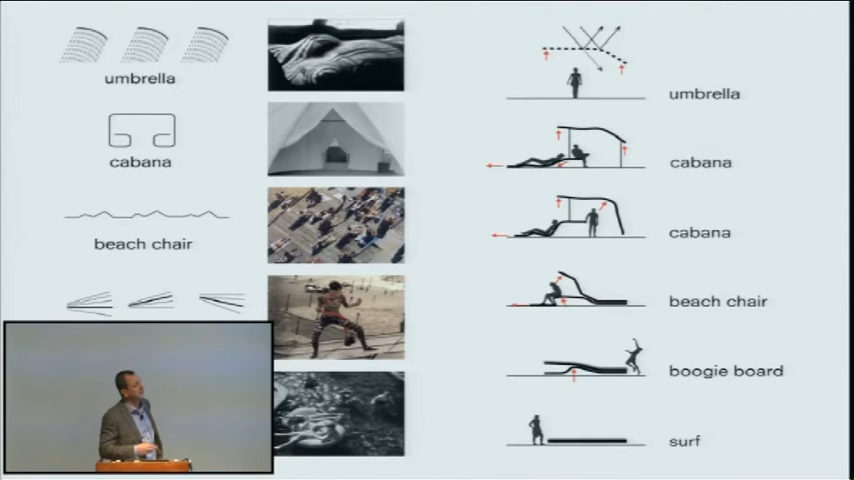 umbrella
cabana
beach chair
umbrella
cabana
cabana
beach chair
boogie board
surf